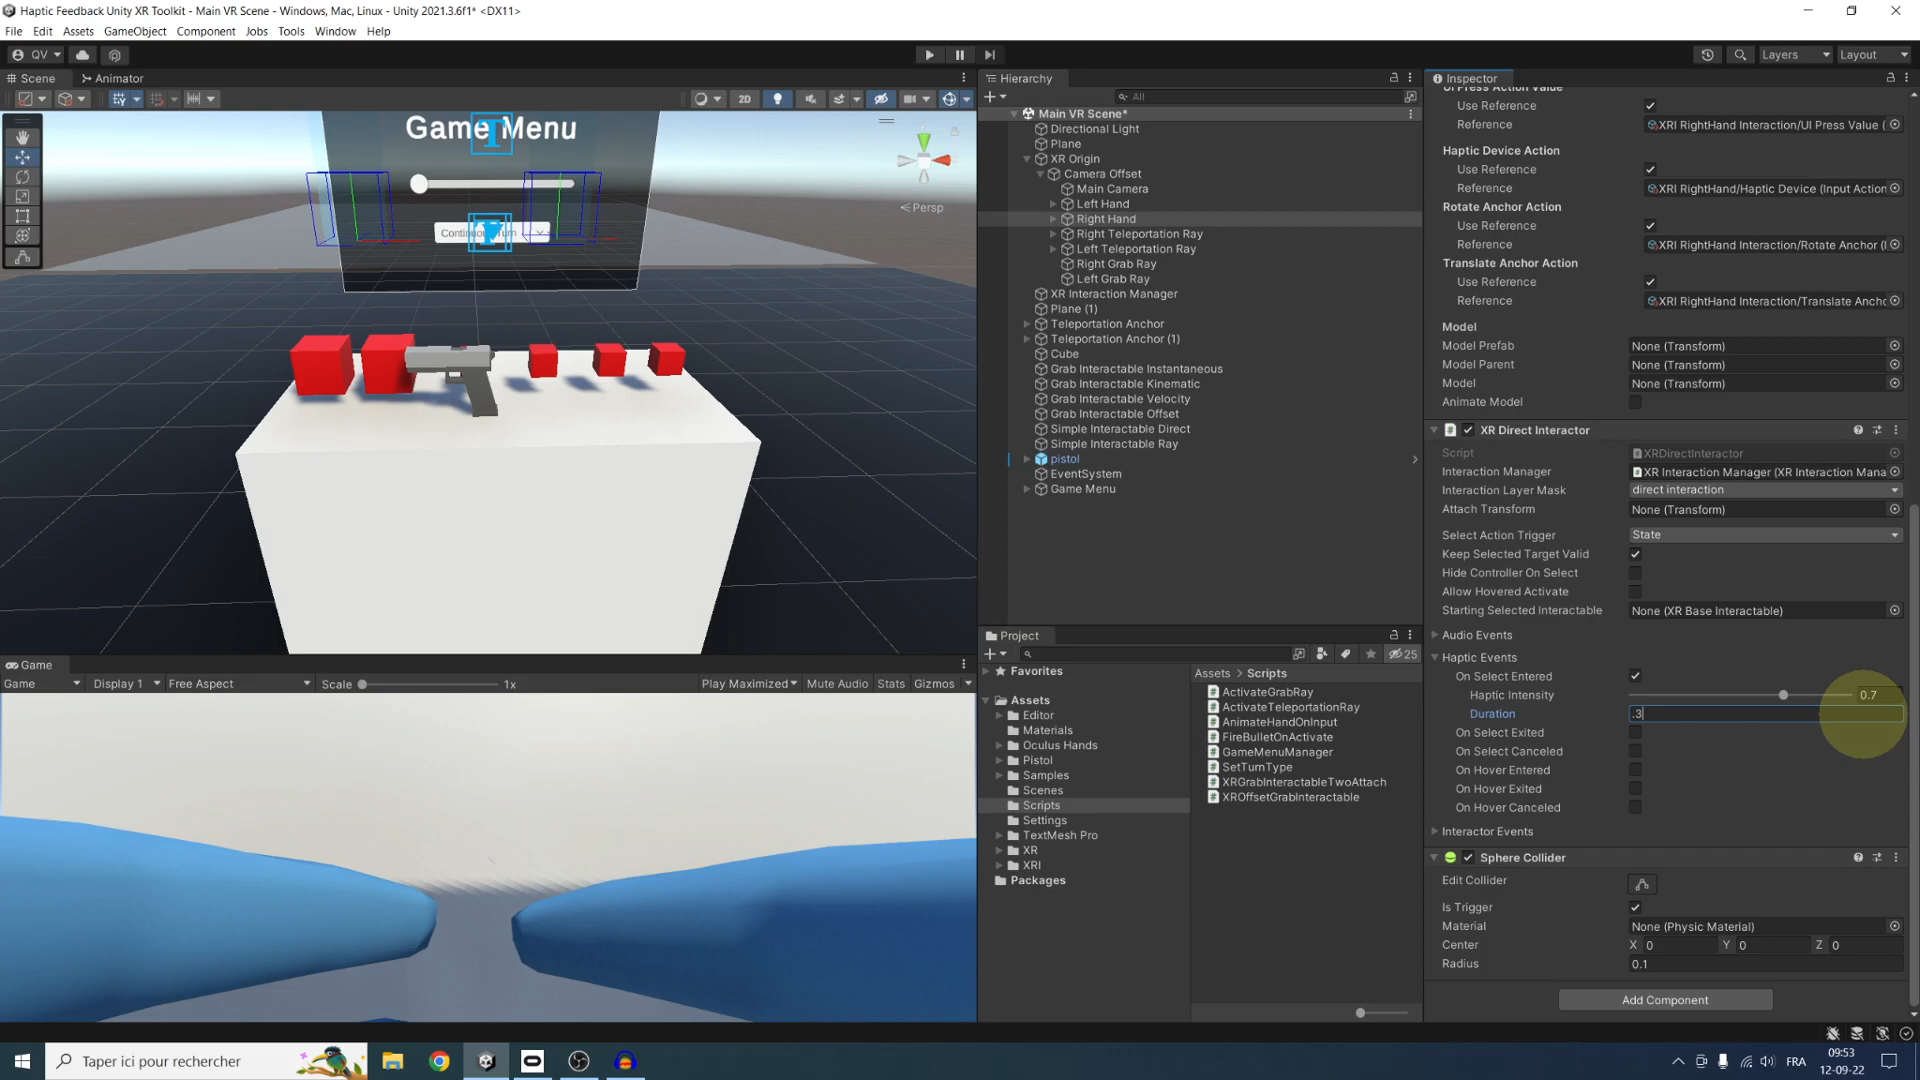 Haptic Feedback Unity XR Toolkit - Main VR Scene - Windows, Mac, Linux - Unity 2021.3.6f1* <DX11>
File Edit Assets GameObject Component Jobs Tools Window Help
QV Layers Layout
Scene Animator
2D
Game Menu
Continuous Turn
Persp
Game
Game Display 1 Free Aspect Scale 1x Play Maximized Mute Audio Stats Gizmos
Hierarchy
All
Main VR Scene*
Directional Light
Plane
XR Origin
Camera Offset
Main Camera
Left Hand
Right Hand
Right Teleportation Ray
Left Teleportation Ray
Right Grab Ray
Left Grab Ray
XR Interaction Manager
Plane (1)
Teleportation Anchor
Teleportation Anchor (1)
Cube
Grab Interactable Instantaneous
Grab Interactable Kinematic
Grab Interactable Velocity
Grab Interactable Offset
Simple Interactable Direct
Simple Interactable Ray
pistol
EventSystem
Game Menu
Project
25
Favorites
Assets
Editor
Materials
Oculus Hands
Pistol
Samples
Scenes
Scripts
Settings
TextMesh Pro
XR
XRI
Packages
Assets > Scripts
ActivateGrabRay
ActivateTeleportationRay
AnimateHandOnInput
FireBulletOnActivate
GameMenuManager
SetTurnType
XRGrabInteractableTwoAttach
XROffsetGrabInteractable
Inspector
UI Press Action Value
Use Reference
Reference XRI RightHand Interaction/UI Press Value (
Haptic Device Action
Use Reference
Reference XRI RightHand/Haptic Device (Input Action
Rotate Anchor Action
Use Reference
Reference XRI RightHand Interaction/Rotate Anchor (
Translate Anchor Action
Use Reference
Reference XRI RightHand Interaction/Translate Ancho
Model
Model Prefab None (Transform)
Model Parent None (Transform)
Model None (Transform)
Animate Model
XR Direct Interactor
Script XRDirectInteractor
Interaction Manager XR Interaction Manager (XR Interaction Mana
Interaction Layer Mask direct interaction
Attach Transform None (Transform)
Select Action Trigger State
Keep Selected Target Valid
Hide Controller On Select
Allow Hovered Activate
Starting Selected Interactable None (XR Base Interactable)
Audio Events
Haptic Events
On Select Entered
Haptic Intensity 0.7
Duration .3
On Select Exited
On Select Canceled
On Hover Entered
On Hover Exited
On Hover Canceled
Interactor Events
Sphere Collider
Edit Collider
Is Trigger
Material None (Physic Material)
Center X 0 Y 0 Z 0
Radius 0.1
Add Component
Taper ici pour rechercher
FRA
09:53
12-09-22